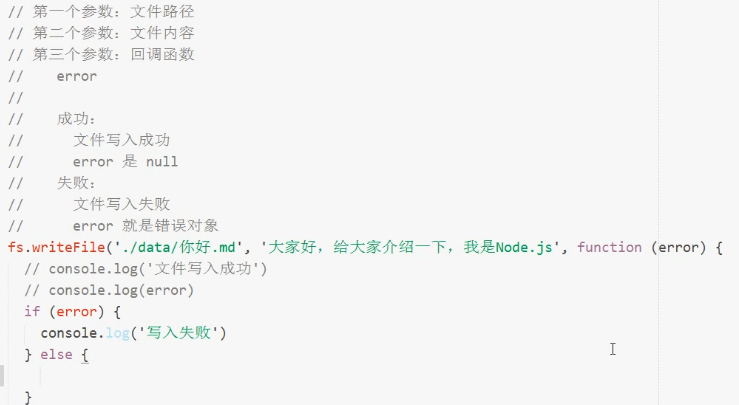 // 第一个参数：文件路径
// 第二个参数：文件内容
// 第三个参数：回调函数
//    error
//
//    成功：
//      文件写入成功
//      error 是 null
//    失败：
//      文件写入失败
//      error 就是错误对象
fs.writeFile('./data/你好.md', '大家好，给大家介绍一下，我是Node.js', function (error) {
  // console.log('文件写入成功')
  // console.log(error)
  if (error) {
    console.log('写入失败')
  } else {
  }